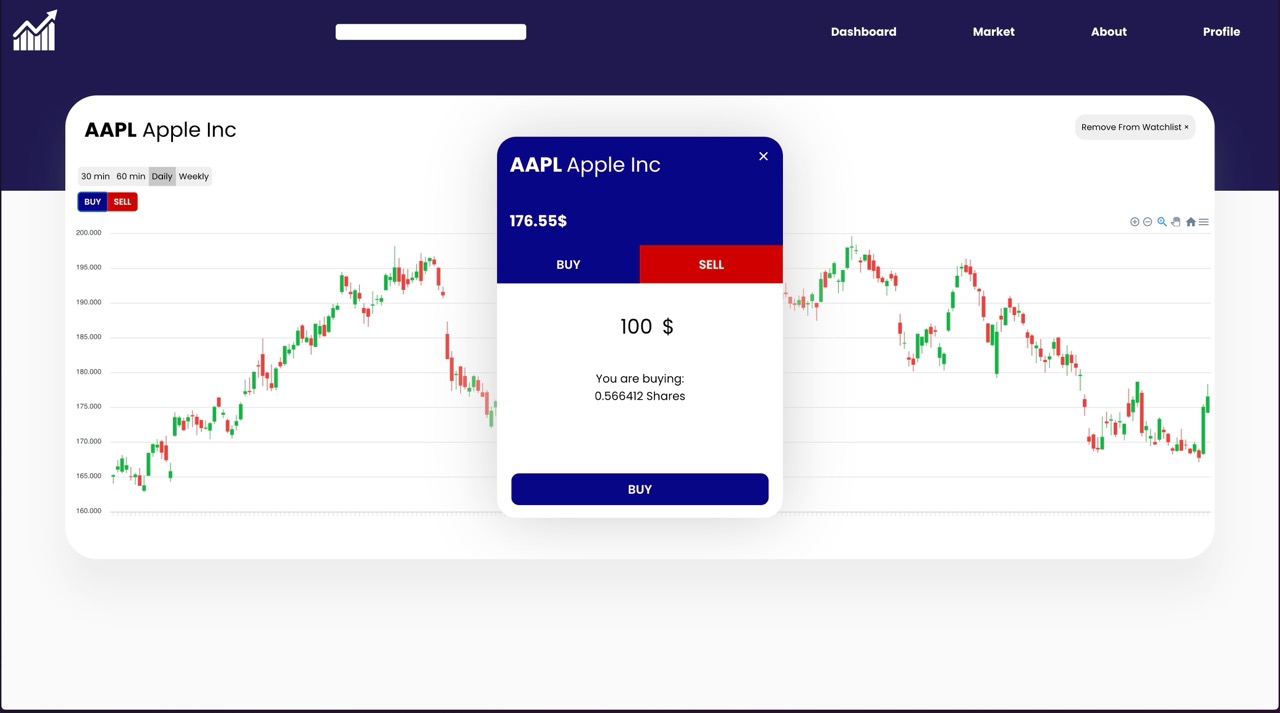 Dashboard Market About Profile
AAPL Apple Inc
Remove From Watchlist ×
30 min 60 min Daily Weekly
BUY SELL
200.000
195.000
190.000
185.000
180.000
175.000
170.000
165.000
160.000
AAPL Apple Inc
176.55$
BUY SELL
100 $
You are buying:
0.566412 Shares
BUY